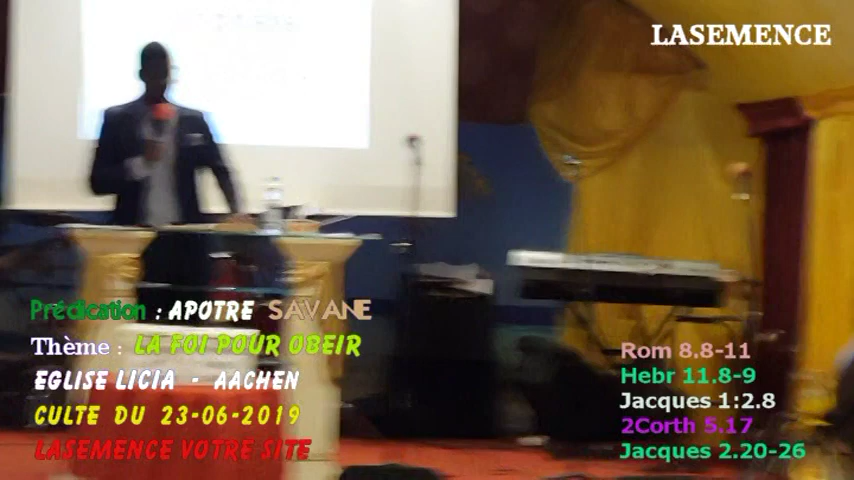 LASEMENCE
Prédication : APOTRE SAVANE
Thème : LA FOI POUR OBEIR
EGLISE LICIA - AACHEN
CULTE DU 23-06-2019
LASEMENCE VOTRE SITE
Rom 8.8-11
Hebr 11.8-9
Jacques 1:2.8
2Corth 5.17
Jacques 2.20-26